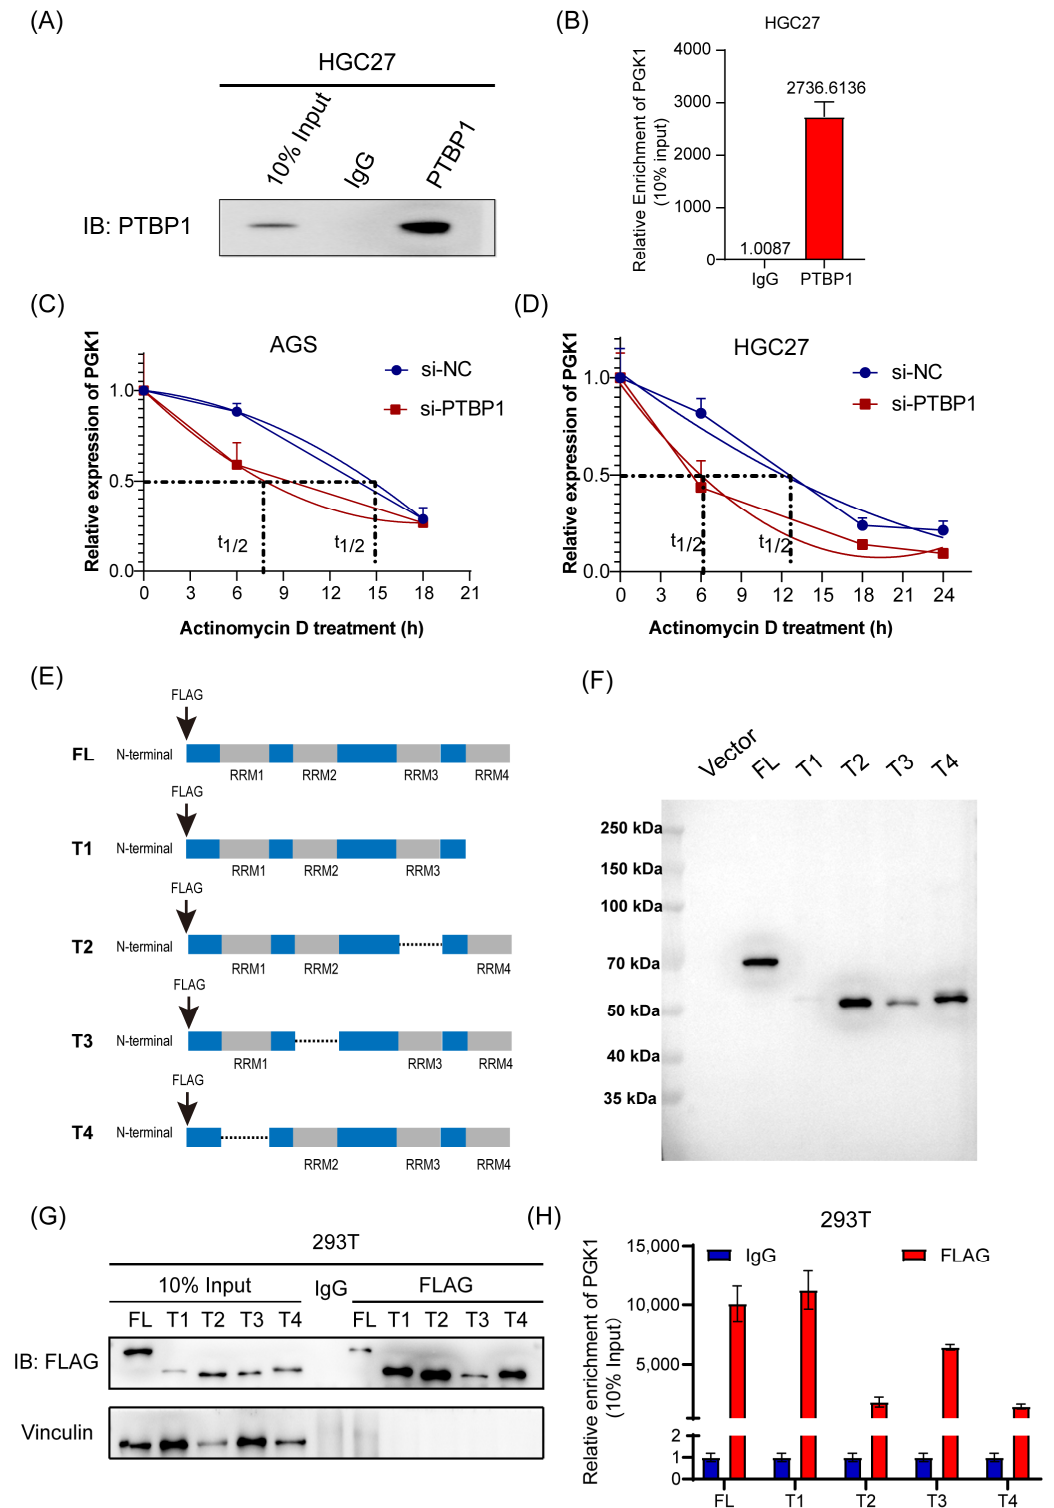 (A)
HGC27
10% Input
IgG
PTBP1
IB: PTBP1
(B)
HGC27
Relative Enrichment of PGK1
(10% input)
4000
3000
2000
1000
0
2736.6136
1.0087
IgG
PTBP1
(C)
AGS
si-NC
si-PTBP1
Relative expression of PGK1
1.0
0.5
0.0
t1/2
t1/2
0 3 6 9 12 15 18 21
Actinomycin D treatment (h)
(D)
HGC27
si-NC
si-PTBP1
Relative expression of PGK1
1.0
0.5
0.0
t1/2
t1/2
0 3 6 9 12 15 18 21 24
Actinomycin D treatment (h)
(E)
FLAG
FL N-terminal
RRM1 RRM2 RRM3 RRM4
FLAG
T1 N-terminal
RRM1 RRM2 RRM3
FLAG
T2 N-terminal
RRM1 RRM2 RRM4
FLAG
T3 N-terminal
RRM1 RRM3 RRM4
FLAG
T4 N-terminal
RRM2 RRM3 RRM4
(F)
Vector FL T1 T2 T3 T4
250 kDa
150 kDa
100 kDa
70 kDa
50 kDa
40 kDa
35 kDa
(G)
293T
10% Input IgG FLAG
FL T1 T2 T3 T4 FL T1 T2 T3 T4
IB: FLAG
Vinculin
(H)
293T
IgG FLAG
Relative enrichment of PGK1
(10% Input)
15,000
10,000
5,000
2
1
0
FL T1 T2 T3 T4